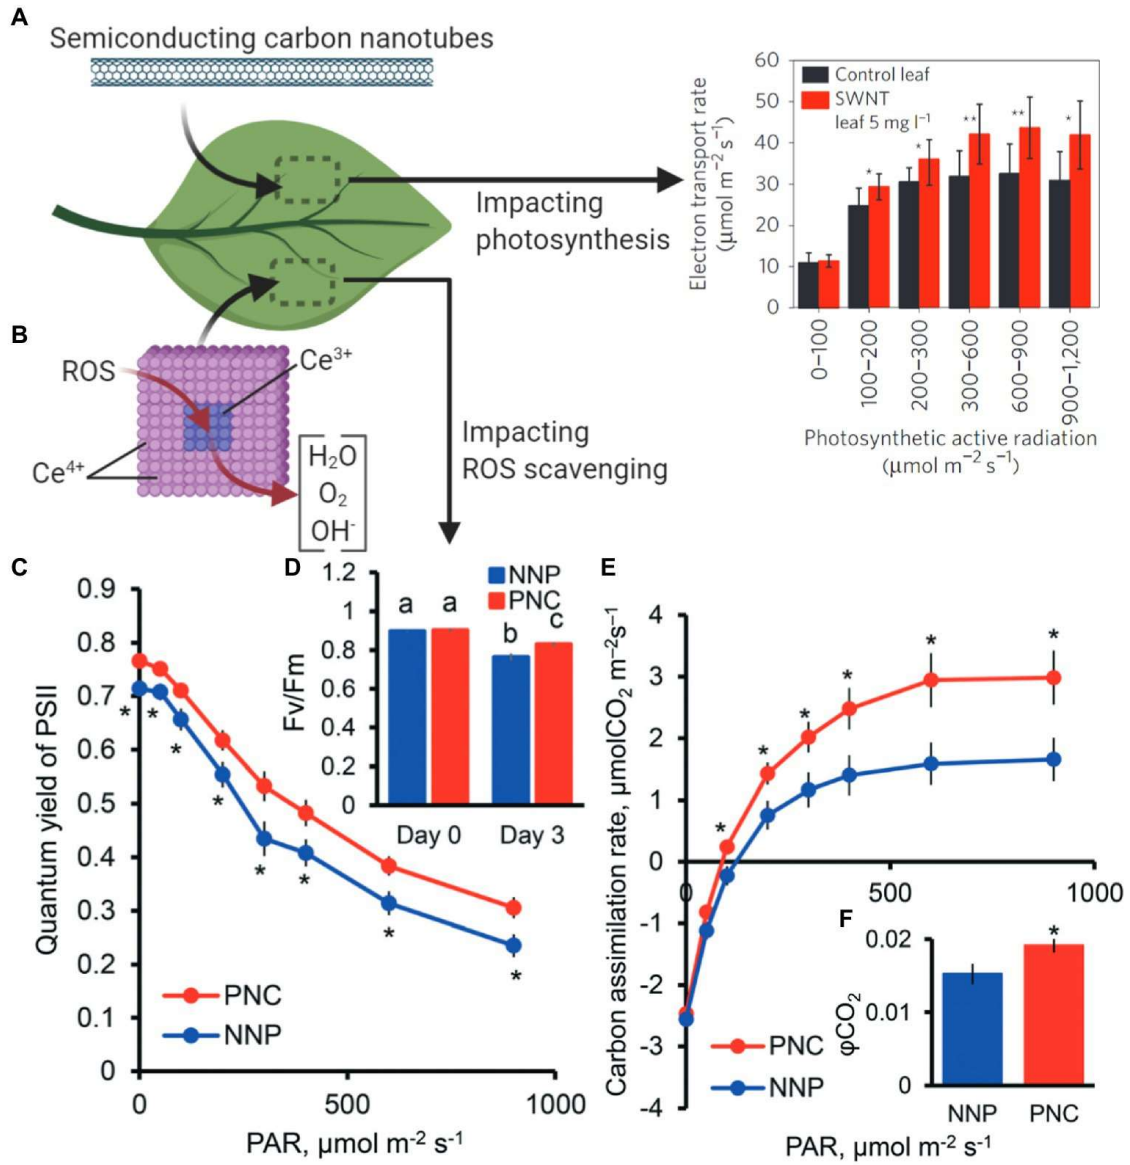 A
Semiconducting carbon nanotubes
Impacting
photosynthesis
Electron transport rate
(µmol m⁻² s⁻¹)
60
50
40
30
20
10
0
Control leaf
SWNT
leaf 5 mg l⁻¹
*
*
**
**
*
0–100
100–200
200–300
300–600
600–900
900–1,200
Photosynthetic active radiation
(µmol m⁻² s⁻¹)
B
ROS
Ce³⁺
Ce⁴⁺
H₂O
O₂
OH⁻
Impacting
ROS scavenging
C
Quantum yield of PSII
0.9
0.8
0.7
0.6
0.5
0.4
0.3
0.2
0.1
0
* * * * * * * *
PNC
NNP
0
500
1000
PAR, µmol m⁻² s⁻¹
D
Fv/Fm
1.2
1
0.8
0.6
0.4
0.2
0
NNP
PNC
a
a
b
c
Day 0
Day 3
E
Carbon assimilation rate, µmolCO₂ m⁻²s⁻¹
4
3
2
1
0
-1
-2
-3
-4
* * * * * *
0
500
1000
PNC
NNP
PAR, µmol m⁻² s⁻¹
F
φCO₂
0.02
0.01
0
*
NNP
PNC